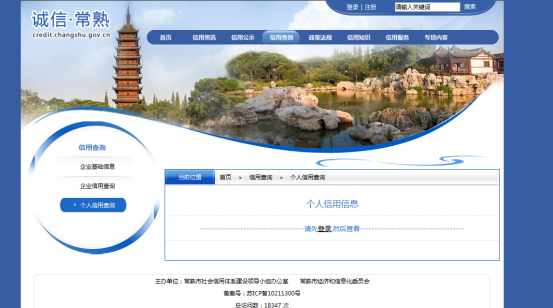 诚信·常熟
credit.changshu.gov.cn
登录 | 注册
请输入关键词
搜索
首页 信用资讯 信用公示 信用查询 政策法规 信用知识 信用服务 专项内容
信用查询
企业基础信息
企业信用查询
个人信用查询
当前位置 首页 > 信用查询 > 个人信用查询
个人信用信息
请先登录,然后查看
主办单位：常熟市社会信用体系建设领导小组办公室 常熟市经济和信息化委员会
备案号：苏ICP备10211300号
总访问数：18347 次